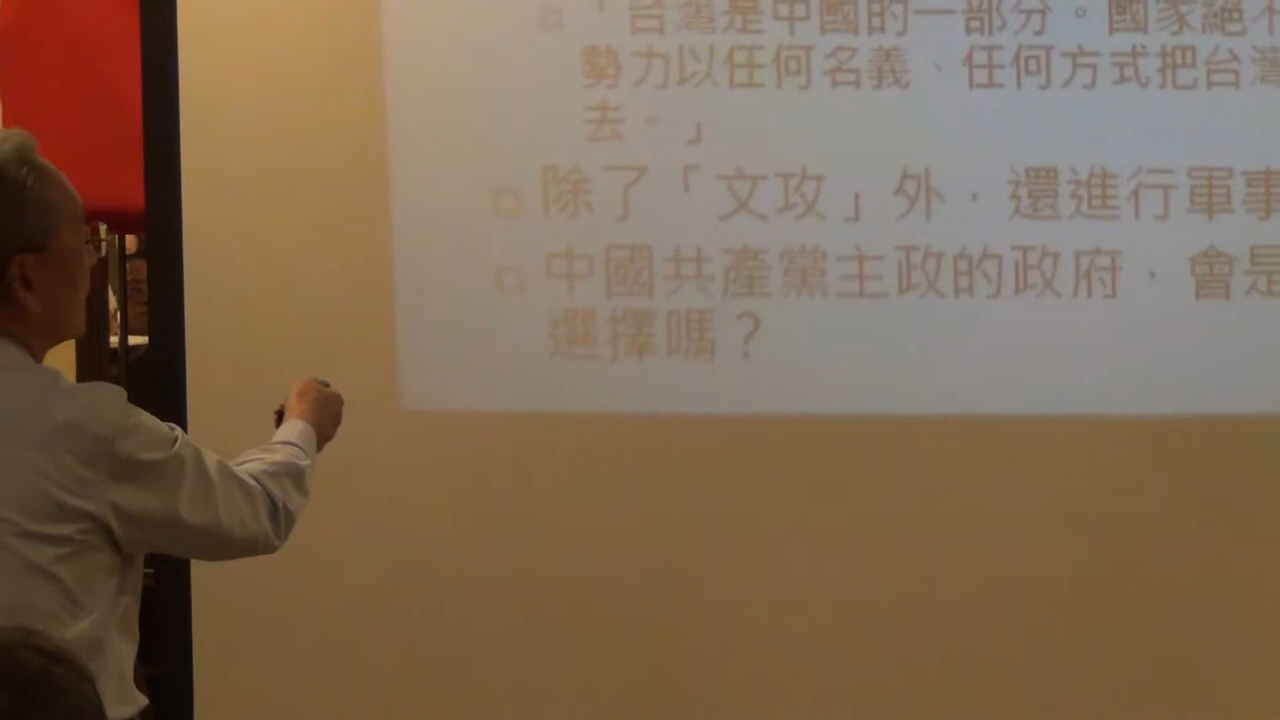 「台灣是中國的一部分。國家絕不
勢力以任何名義、任何方式把台灣
去。」
除了「文攻」外，還進行軍事
中國共產黨主政的政府，會是
選擇嗎？